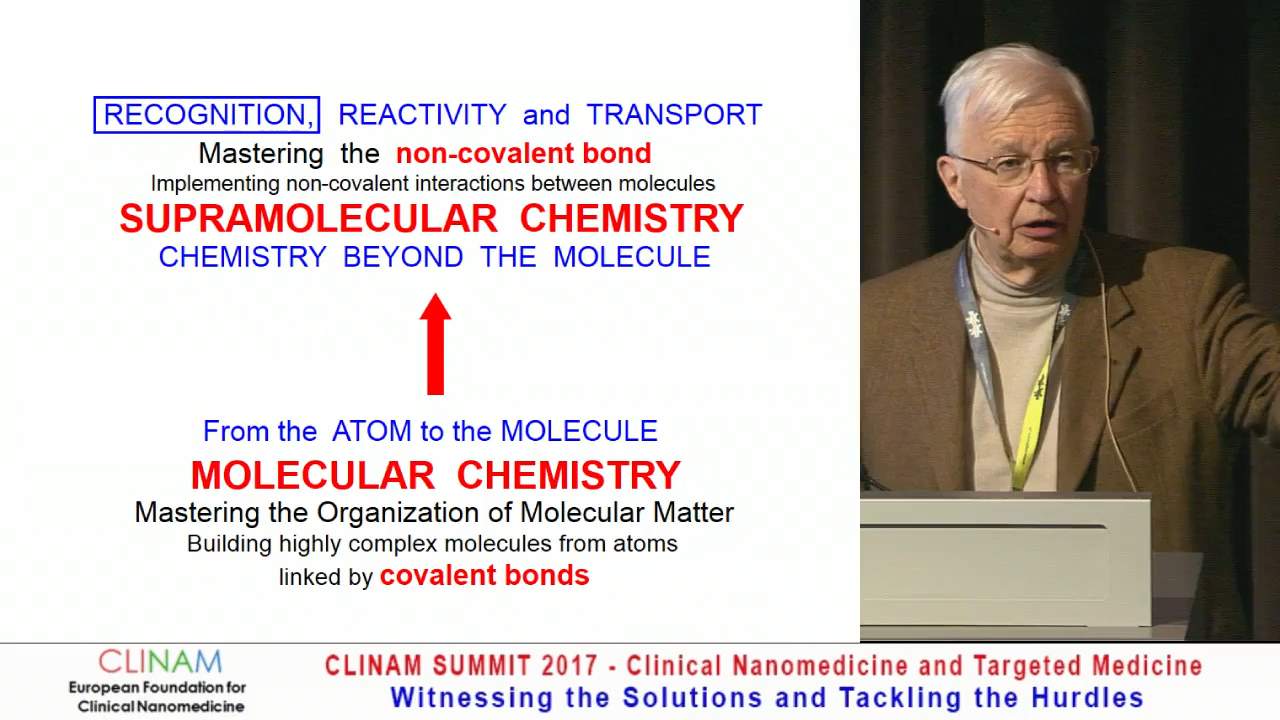 RECOGNITION, REACTIVITY and TRANSPORT
Mastering the non-covalent bond
Implementing non-covalent interactions between molecules
SUPRAMOLECULAR CHEMISTRY
CHEMISTRY BEYOND THE MOLECULE
From the ATOM to the MOLECULE
MOLECULAR CHEMISTRY
Mastering the Organization of Molecular Matter
Building highly complex molecules from atoms
linked by covalent bonds
CLINAM
European Foundation for
Clinical Nanomedicine
CLINAM SUMMIT 2017 - Clinical Nanomedicine and Targeted Medicine
Witnessing the Solutions and Tackling the Hurdles